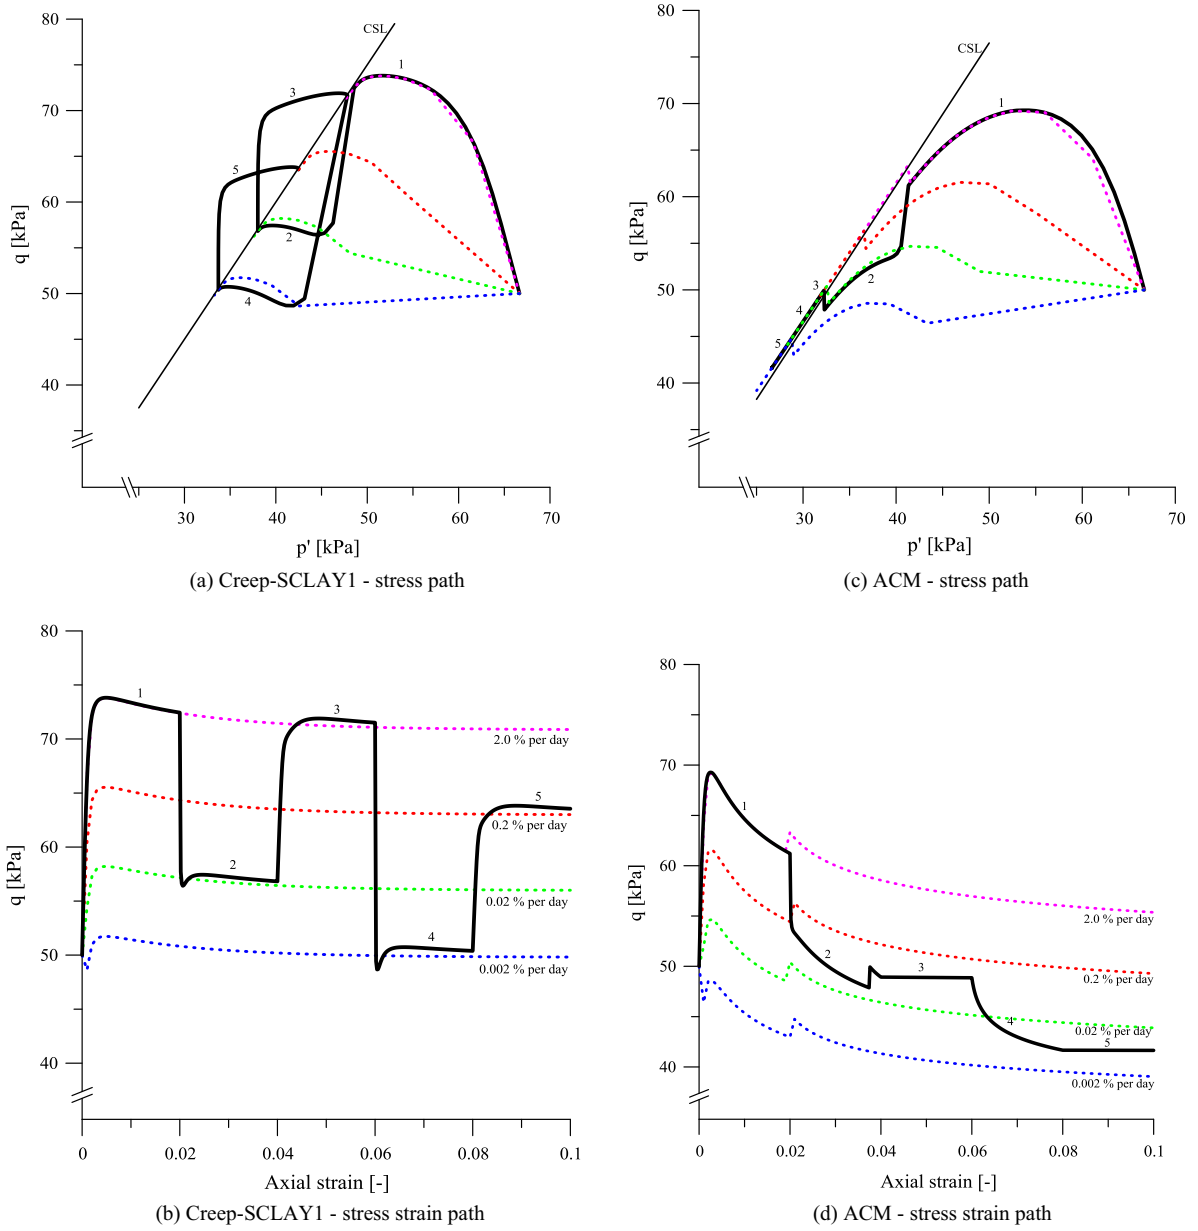 80
70
60
50
40
q [kPa]
CSL
1
3
5
2
4
30
40
50
60
70
p' [kPa]
(a) Creep-SCLAY1 - stress path
80
70
60
50
40
q [kPa]
CSL
1
2
3
4
5
30
40
50
60
70
p' [kPa]
(c) ACM - stress path
80
70
60
50
40
q [kPa]
1
2
3
4
5
2.0 % per day
0.2 % per day
0.02 % per day
0.002 % per day
0
0.02
0.04
0.06
0.08
0.1
Axial strain [-]
(b) Creep-SCLAY1 - stress strain path
80
70
60
50
40
q [kPa]
1
2
3
4
5
2.0 % per day
0.2 % per day
0.02 % per day
0.002 % per day
0
0.02
0.04
0.06
0.08
0.1
Axial strain [-]
(d) ACM - stress strain path